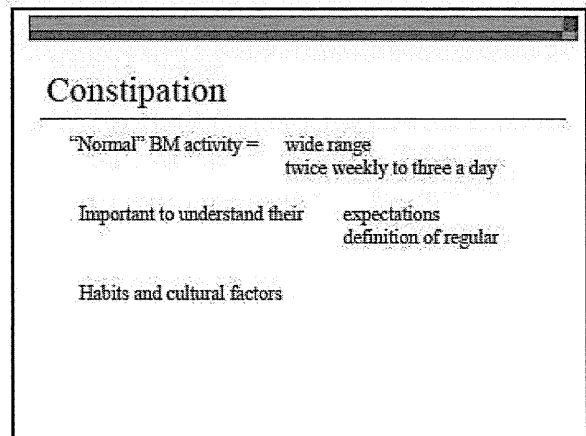 Constipation
“Normal” BM activity = wide range
twice weekly to three a day
Important to understand their expectations
definition of regular
Habits and cultural factors